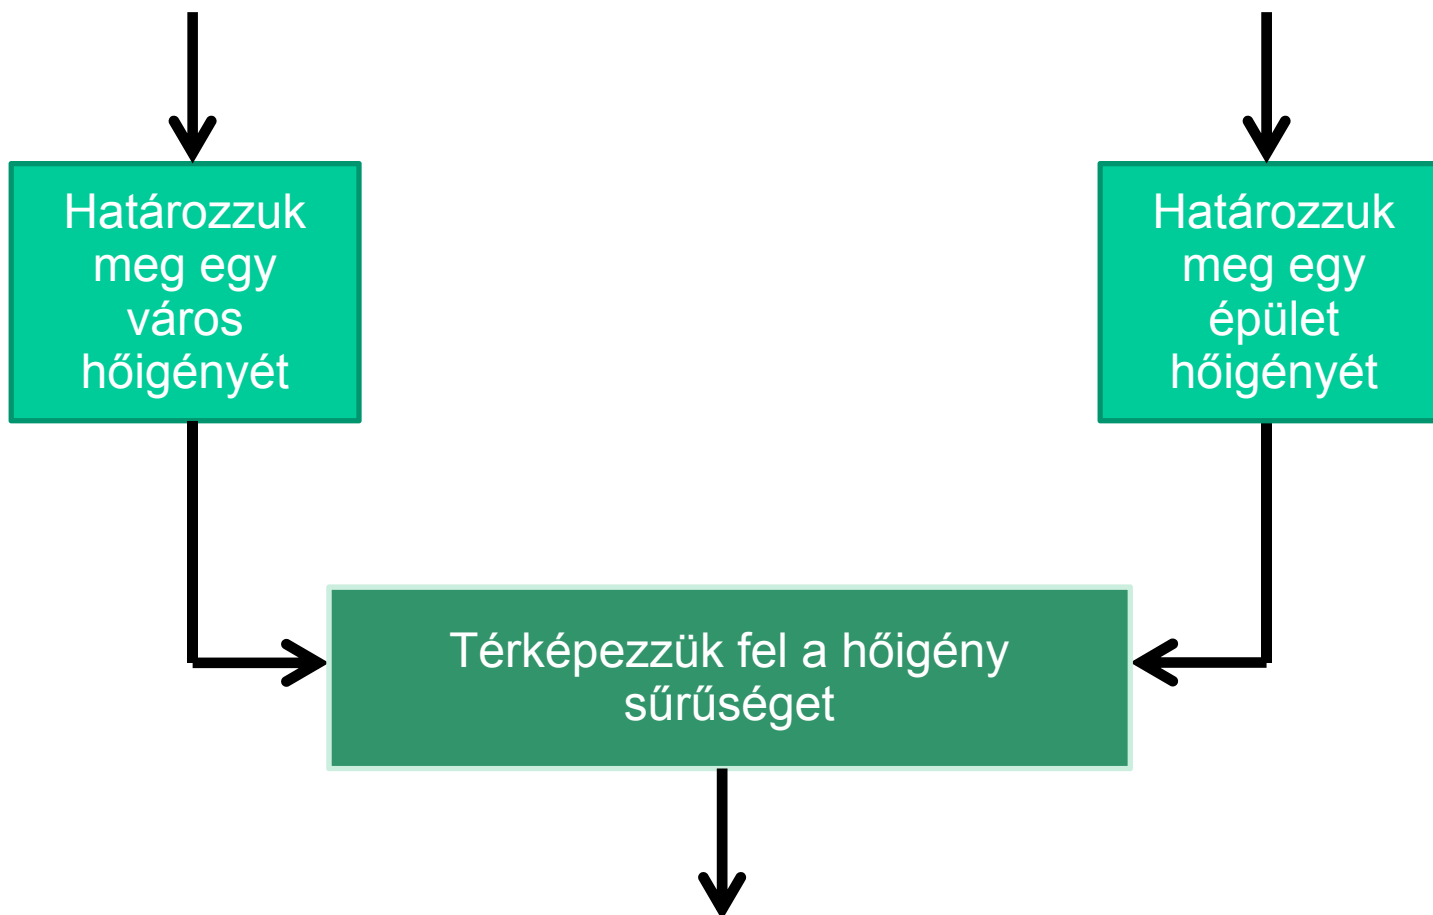 Határozzuk
meg egy
város
hőigényét
Határozzuk
meg egy
épület
hőigényét
Térképezzük fel a hőigény
sűrűséget